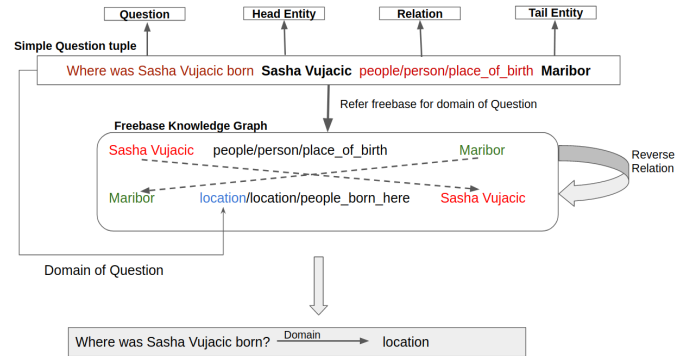 Question Head Entity Relation Tail Entity
Simple Question tuple
Where was Sasha Vujacic born Sasha Vujacic people/person/place_of_birth Maribor
Refer freebase for domain of Question
Freebase Knowledge Graph
Sasha Vujacic people/person/place_of_birth Maribor
Reverse
Relation
Maribor location/location/people_born_here Sasha Vujacic
Domain of Question
Where was Sasha Vujacic born? Domain location